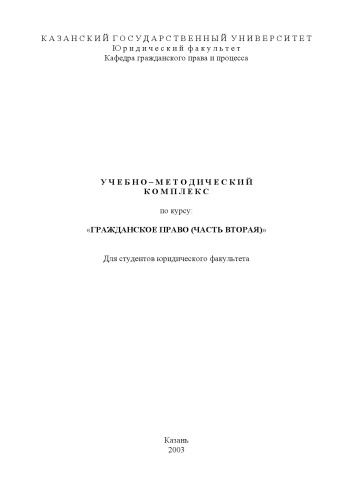 КАЗАНСКИЙ ГОСУДАРСТВЕННЫЙ УНИВЕРСИТЕТ
Юридический факультет
Кафедра гражданского права и процесса
УЧЕБНО–МЕТОДИЧЕСКИЙ
КОМПЛЕКС
по курсу:
«ГРАЖДАНСКОЕ ПРАВО (ЧАСТЬ ВТОРАЯ)»
Для студентов юридического факультета
Казань
2003